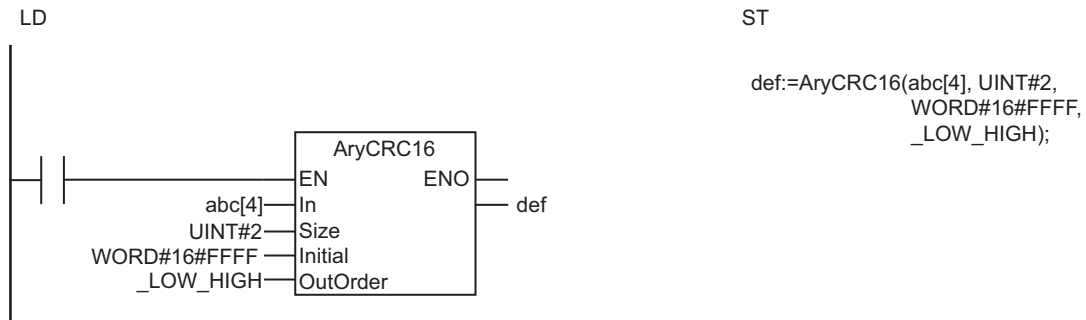 LD
ST
def:=AryCRC16(abc[4], UINT#2,
WORD#16#FFFF,
_LOW_HIGH);
AryCRC16
EN ENO
abc[4] In def
UINT#2 Size
WORD#16#FFFF Initial
_LOW_HIGH OutOrder